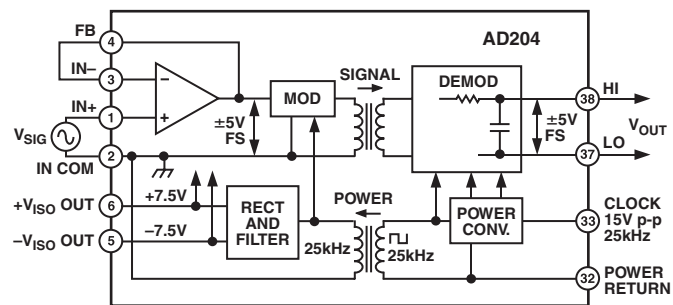 FB
4
AD204
IN–
3
SIGNAL
DEMOD
MOD
38
HI
IN+
1
±5V
FS
±5V
FS
VSIG
VOUT
2
37
LO
IN COM
+VISO OUT
6
+7.5V
RECT
AND
FILTER
POWER
POWER
CONV.
33
CLOCK
15V p-p
25kHz
–VISO OUT
5
–7.5V
25kHz
25kHz
32
POWER
RETURN